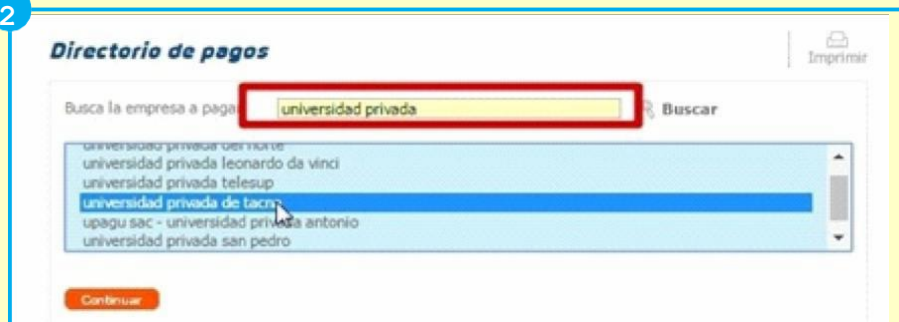 2
Directorio de pagos
Imprimir
Busca la empresa a pagar
universidad privada
Buscar
universidad privada del norte
universidad privada leonardo da vinci
universidad privada telesup
universidad privada de tacna
upagu sac - universidad privada antonio
universidad privada san pedro
Continuar